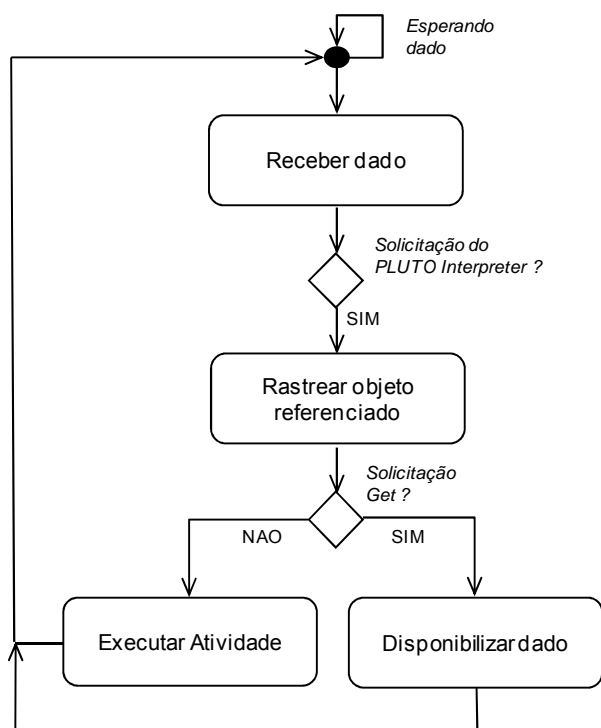 Esperando
dado
Receber dado
Solicitação do
PLUTO Interpreter ?
SIM
Rastrear objeto
referenciado
Solicitação
Get ?
NAO
SIM
Executar Atividade
Disponibilizar dado